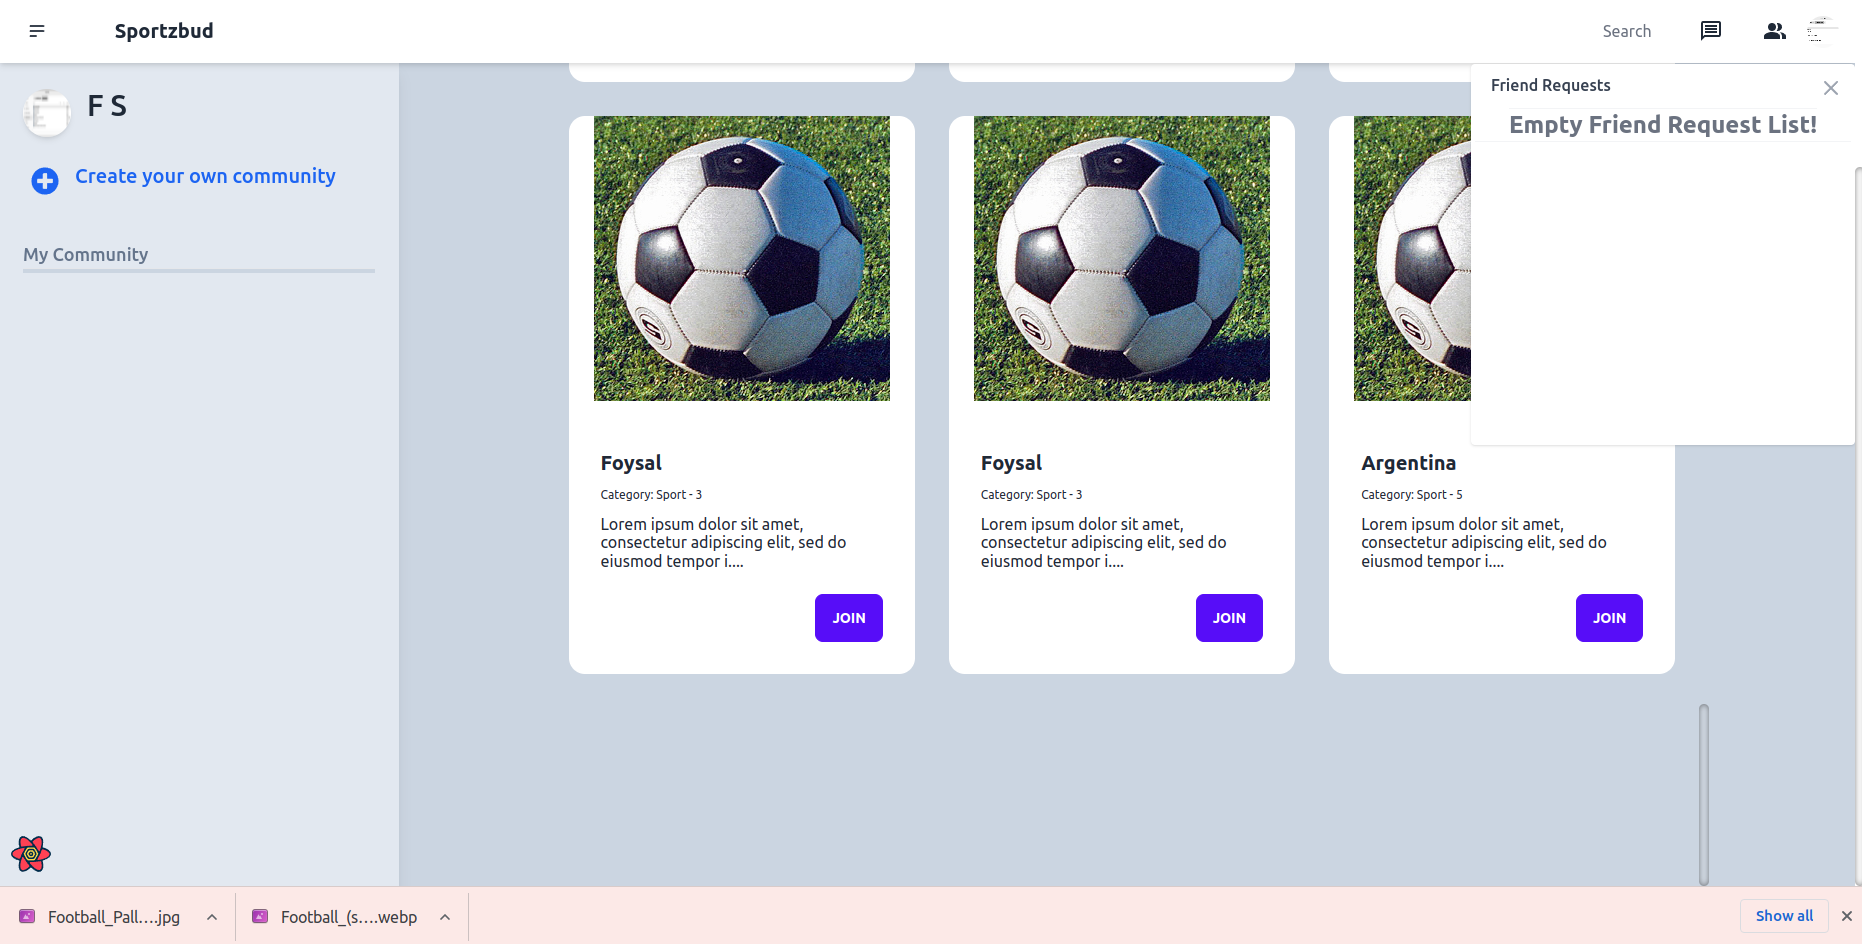 Sportzbud
Search
F S
Create your own community
My Community
Friend Requests
Empty Friend Request List!
Foysal
Category: Sport - 3
Lorem ipsum dolor sit amet,
consectetur adipiscing elit, sed do
eiusmod tempor i....
JOIN
Foysal
Category: Sport - 3
Lorem ipsum dolor sit amet,
consectetur adipiscing elit, sed do
eiusmod tempor i....
JOIN
Argentina
Category: Sport - 5
Lorem ipsum dolor sit amet,
consectetur adipiscing elit, sed do
eiusmod tempor i....
JOIN
Football_Pall....jpg
Football_(s....webp
Show all